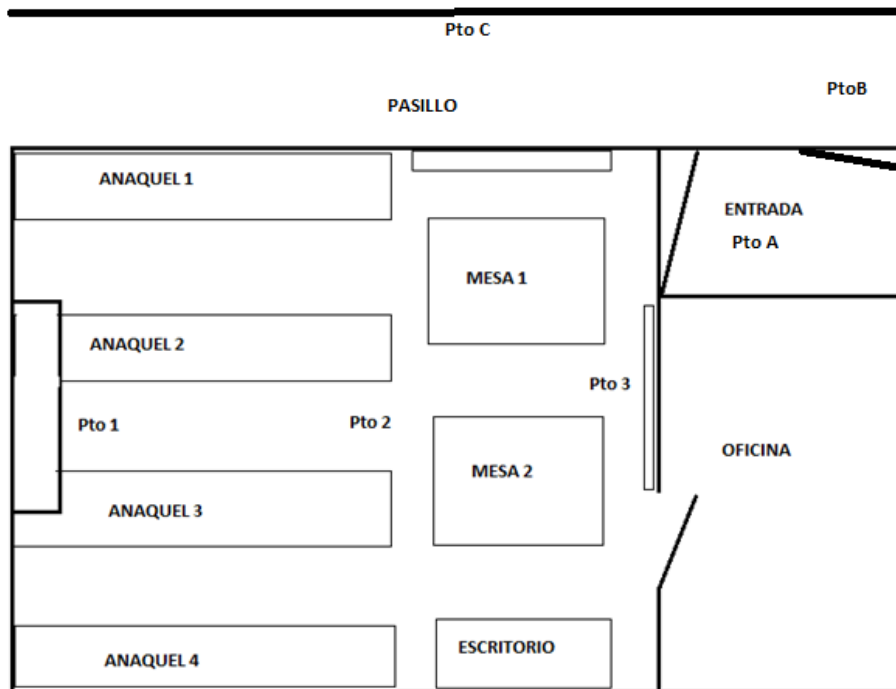 Pto C
PtoB
PASILLO
ANAQUEL 1
ENTRADA
Pto A
MESA 1
ANAQUEL 2
Pto 3
Pto 1
Pto 2
OFICINA
MESA 2
ANAQUEL 3
ESCRITORIO
ANAQUEL 4